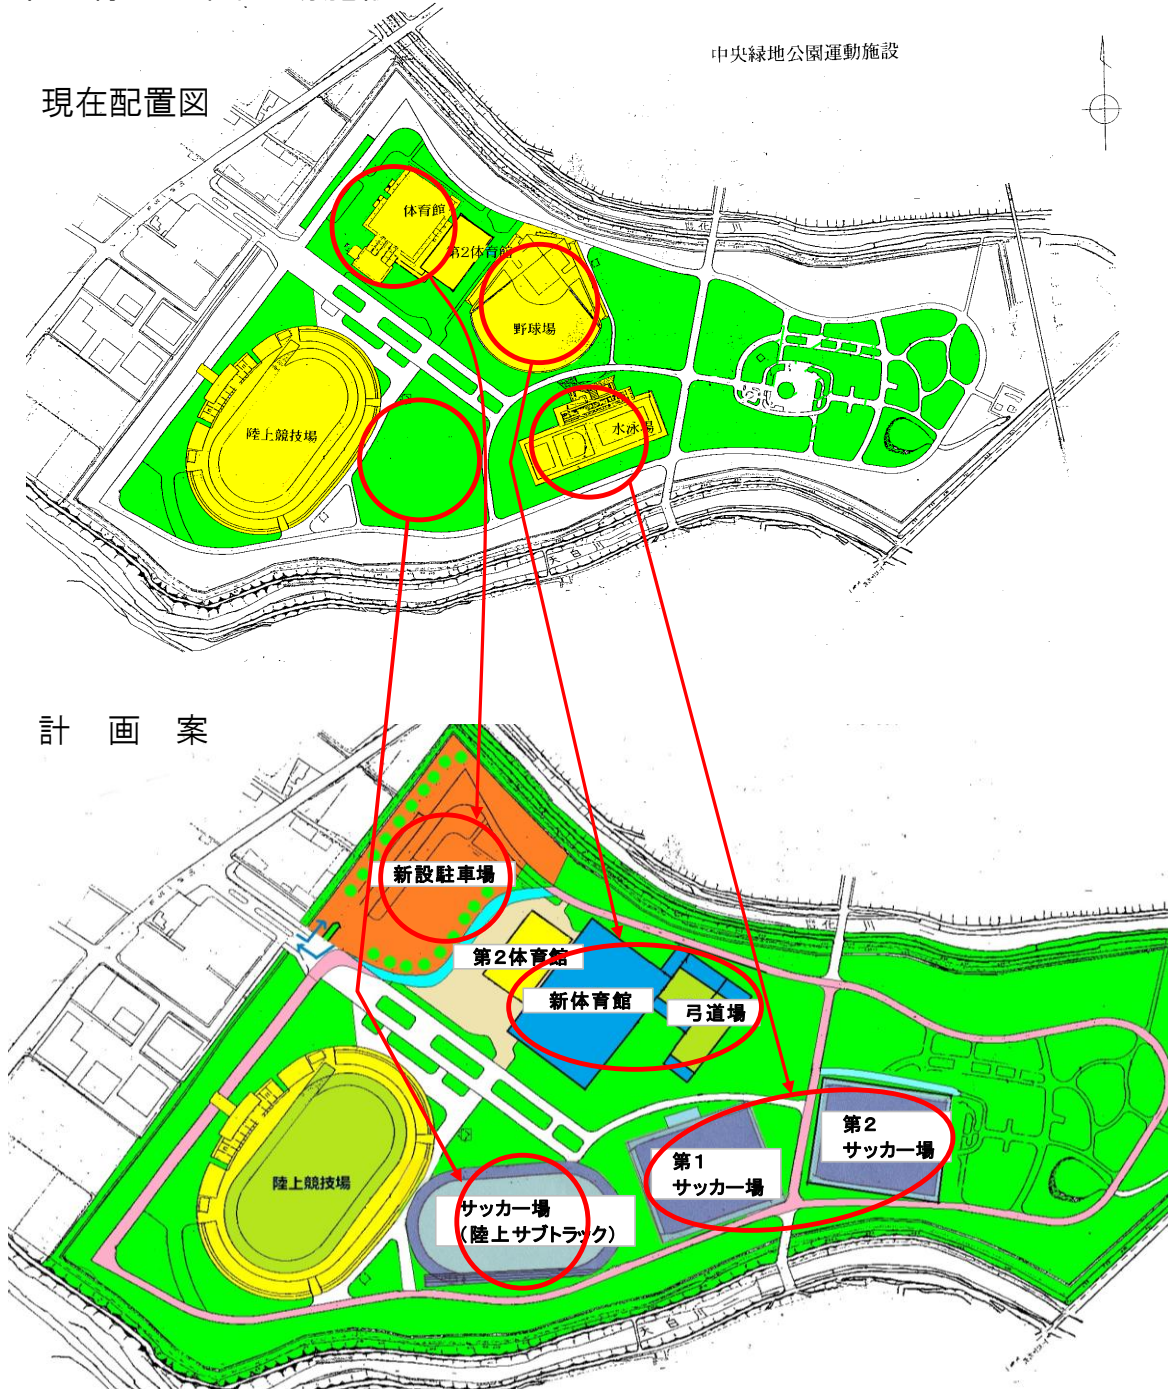 中央緑地公園運動施設
現在配置図
体育館
第2体育館
野球場
水泳場
陸上競技場
計 画 案
新設駐車場
第2体育館
新体育館
弓道場
第2
サッカー場
第1
サッカー場
陸上競技場
サッカー場
(陸上サブトラック)